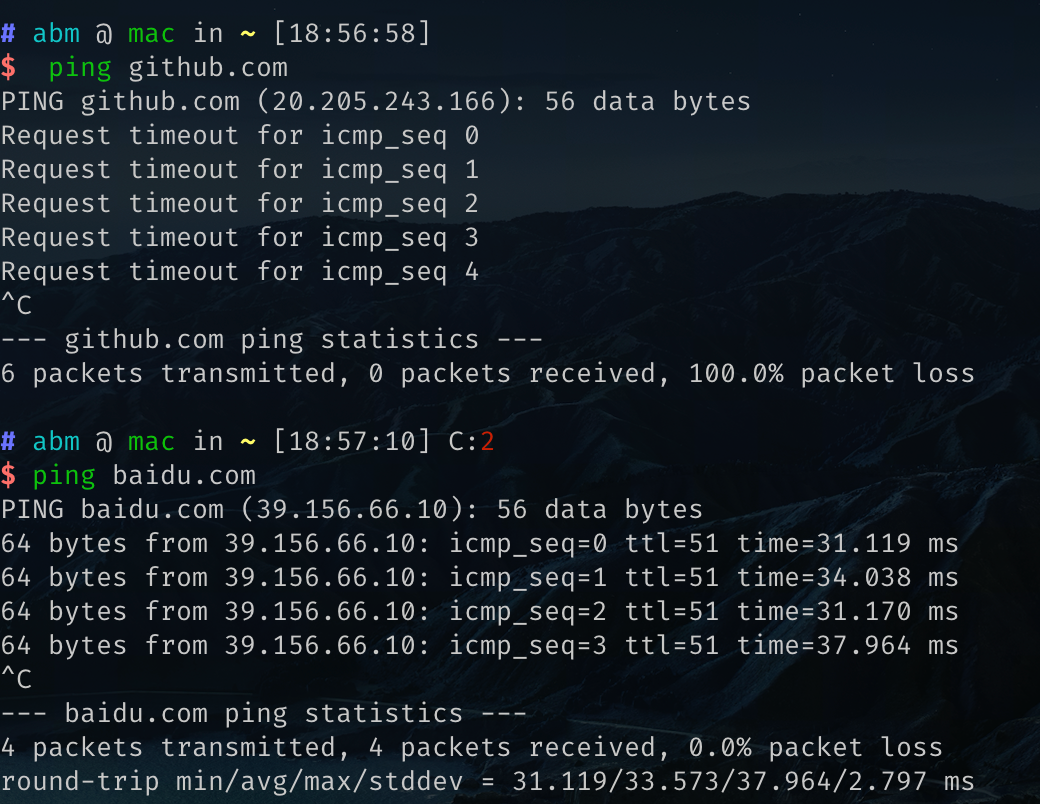 # abm @ mac in ~ [18:56:58]
$  ping github.com
PING github.com (20.205.243.166): 56 data bytes
Request timeout for icmp_seq 0
Request timeout for icmp_seq 1
Request timeout for icmp_seq 2
Request timeout for icmp_seq 3
Request timeout for icmp_seq 4
^C
--- github.com ping statistics ---
6 packets transmitted, 0 packets received, 100.0% packet loss

# abm @ mac in ~ [18:57:10] C:2
$ ping baidu.com
PING baidu.com (39.156.66.10): 56 data bytes
64 bytes from 39.156.66.10: icmp_seq=0 ttl=51 time=31.119 ms
64 bytes from 39.156.66.10: icmp_seq=1 ttl=51 time=34.038 ms
64 bytes from 39.156.66.10: icmp_seq=2 ttl=51 time=31.170 ms
64 bytes from 39.156.66.10: icmp_seq=3 ttl=51 time=37.964 ms
^C
--- baidu.com ping statistics ---
4 packets transmitted, 4 packets received, 0.0% packet loss
round-trip min/avg/max/stddev = 31.119/33.573/37.964/2.797 ms